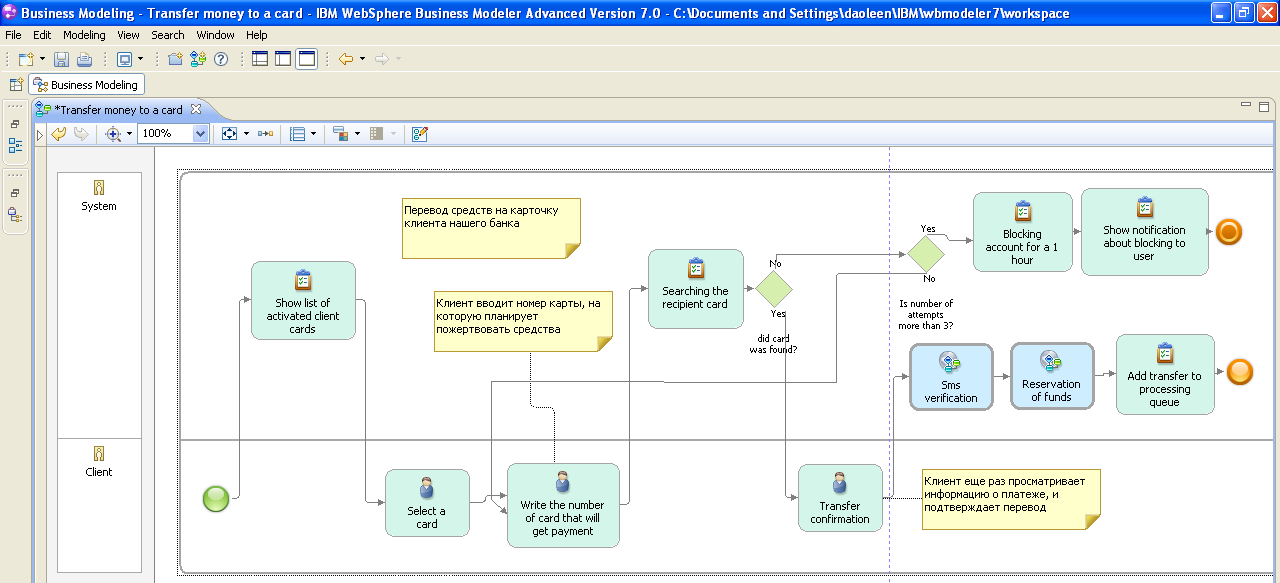 Business Modeling - Transfer money to a card - IBM WebSphere Business Modeler Advanced Version 7.0 - C:\Documents and Settings\daoleen\IBM\wbmodeler7\workspace
File Edit Modeling View Search Window Help
Business Modeling
*Transfer money to a card
100%
System
Перевод средств на карточку
клиента нашего банка
Show list of
activated client
cards
Клиент вводит номер карты, на
которую планирует
пожертвовать средства
Searching the
recipient card
No
Yes
did card
was found?
Yes
No
Is number of
attempts
more than 3?
Blocking
account for a 1
hour
Show notification
about blocking to
user
Sms
verification
Reservation
of funds
Add transfer to
processing
queue
Client
Select a
card
Write the number
of card that will
get payment
Transfer
confirmation
Клиент еще раз просматривает
информацию о платеже, и
подтверждает перевод